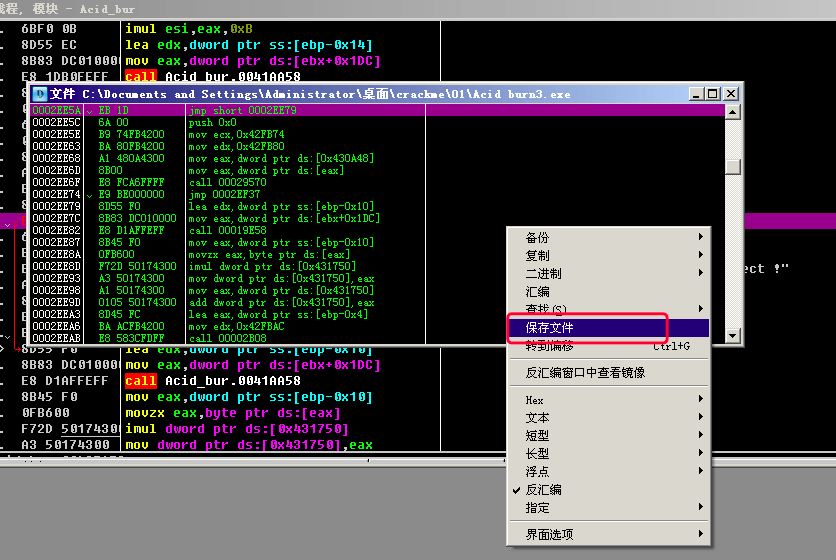 线程, 模块 - Acid_bur
6BF0 0B imul esi,eax,0xB
8D55 EC lea edx,dword ptr ss:[ebp-0x14]
8B83 DC010000 mov eax,dword ptr ds:[ebx+0x1DC]
E8 1DB0FEFF call Acid_bur.0041AA58
文件 C:\Documents and Settings\Administrator\桌面\crackme\01\Acid burn3.exe
0002EE5A EB 1D jmp short 0002EE79
0002EE5C 6A 00 push 0x0
0002EE5E B9 74FB4200 mov ecx,0x42FB74
0002EE63 BA 80FB4200 mov edx,0x42FB80
0002EE68 A1 480A4300 mov eax,dword ptr ds:[0x430A48]
0002EE6D 8B00 mov eax,dword ptr ds:[eax]
0002EE6F E8 FCA6FFFF call 00029570
0002EE74 E9 BE000000 jmp 0002EF37
0002EE79 8D55 F0 lea edx,dword ptr ss:[ebp-0x10]
0002EE7C 8B83 DC010000 mov eax,dword ptr ds:[ebx+0x1DC]
0002EE82 E8 D1AFFEFF call 00019E58
0002EE87 8B45 F0 mov eax,dword ptr ss:[ebp-0x10]
0002EE8A 0FB600 movzx eax,byte ptr ds:[eax]
0002EE8D F72D 50174300 imul dword ptr ds:[0x431750]
0002EE93 A3 50174300 mov dword ptr ds:[0x431750],eax
0002EE98 A1 50174300 mov eax,dword ptr ds:[0x431750]
0002EE9D 0105 50174300 add dword ptr ds:[0x431750],eax
0002EEA3 8B45 FC mov eax,dword ptr ss:[ebp-0x4]
0002EEA6 BA ACFB4200 mov edx,0x42FBAC
0002EEAB E8 583CFDFF call 00002B08
ect !"
8D55 F0 lea edx,dword ptr ss:[ebp-0x10]
8B83 DC010000 mov eax,dword ptr ds:[ebx+0x1DC]
E8 D1AFFEFF call Acid_bur.0041AA58
8B45 F0 mov eax,dword ptr ss:[ebp-0x10]
0FB600 movzx eax,byte ptr ds:[eax]
F72D 50174300 imul dword ptr ds:[0x431750]
A3 50174300 mov dword ptr ds:[0x431750],eax
备份
复制
二进制
汇编
查找(S)
保存文件
转到偏移 Ctrl+G
反汇编窗口中查看镜像
Hex
文本
短型
长型
浮点
反汇编
指定
界面选项